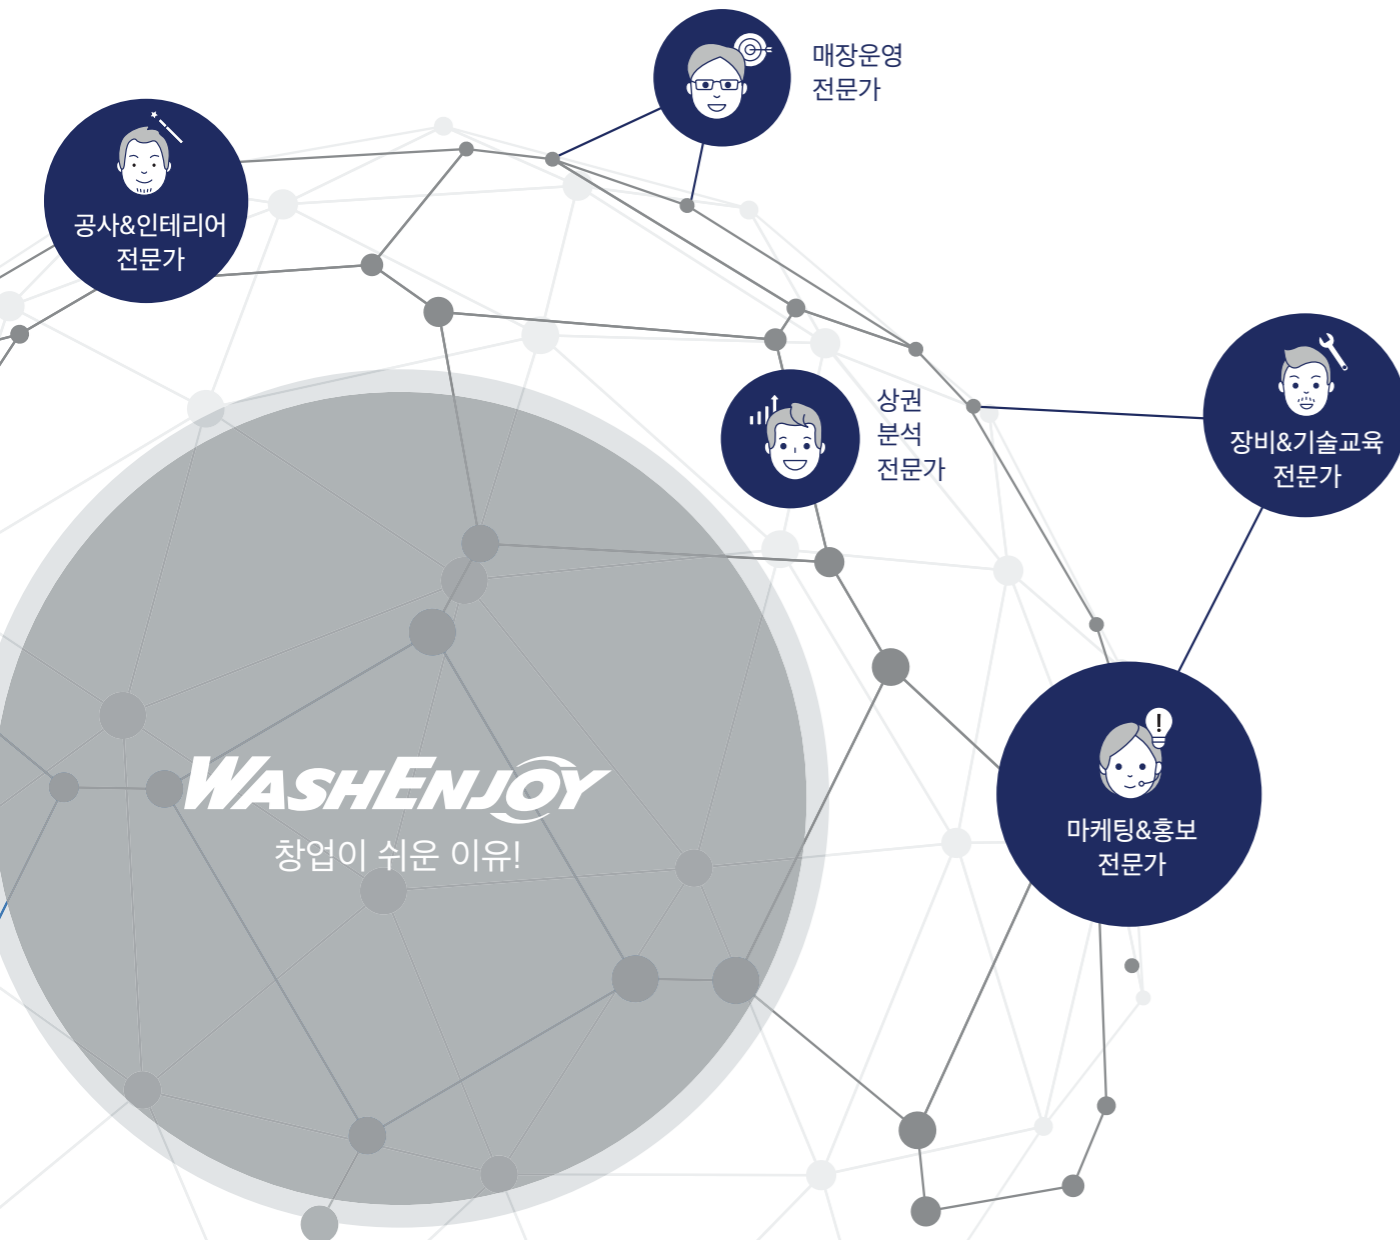 매장운영
전문가
공사&인테리어
전문가
상권
분석
전문가
장비&기술교육
전문가
WASHENJOY
창업이 쉬운 이유!
!
마케팅&홍보
전문가